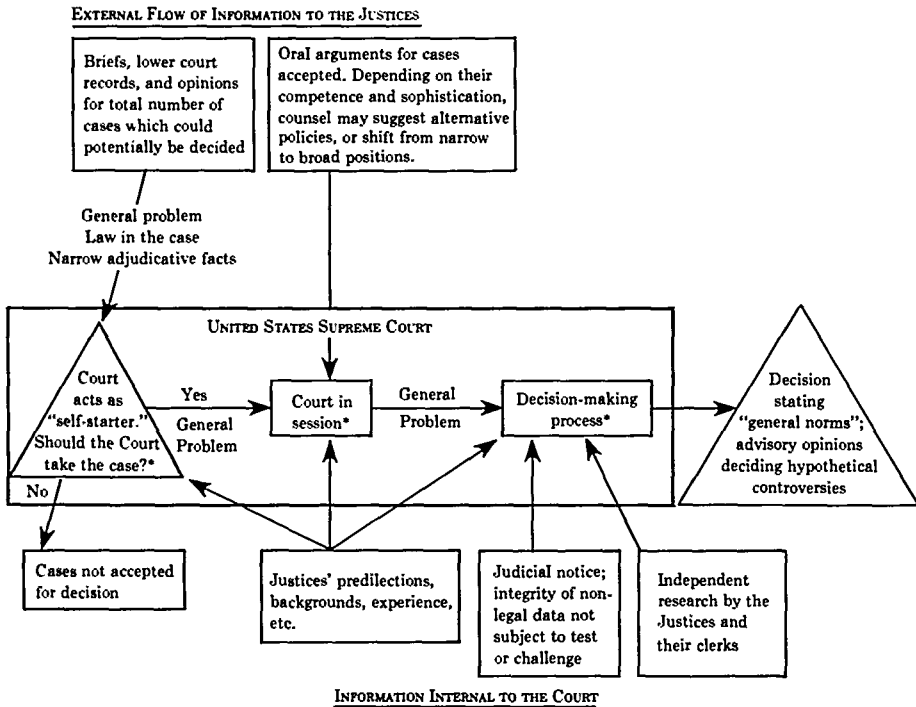 EXTERNAL FLOW OF INFORMATION TO THE JUSTICES
Briefs, lower court
records, and opinions
for total number of
cases which could
potentially be decided
Oral arguments for cases
accepted. Depending on their
competence and sophistication,
counsel may suggest alternative
policies, or shift from narrow
to broad positions.
General problem
Law in the case
Narrow adjudicative facts
UNITED STATES SUPREME COURT
Court
acts as
“self-starter.”
Should the Court
take the case?*
Yes
General
Problem
Court in
session*
General
Problem
Decision-making
process*
Decision
stating
“general norms”;
advisory opinions
deciding hypothetical
controversies
No
Cases not accepted
for decision
Justices’ predilections,
backgrounds, experience,
etc.
Judicial notice;
integrity of non-
legal data not
subject to test
or challenge
Independent
research by the
Justices and
their clerks
INFORMATION INTERNAL TO THE COURT